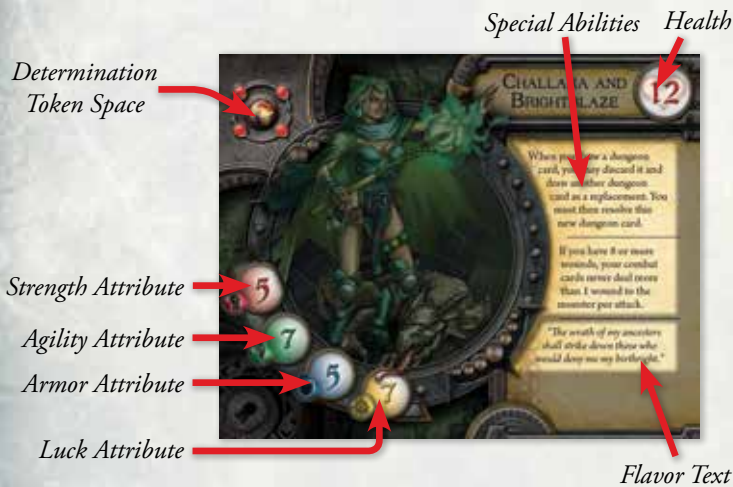 Special Abilities
Health
Determination
Token Space
CHALLARA AND
BRIGHTBLAZE
12
When you draw a dungeon
card, you may discard it and
draw another dungeon
card as a replacement. You
must then resolve this
new dungeon card.
If you have 8 or more
wounds, your combat
cards never deal more
than 1 wound to the
monster per attack.
"The wrath of my ancestors
shall strike down those who
would deny me my birthright."
Strength Attribute
5
Agility Attribute
7
Armor Attribute
5
Luck Attribute
7
Flavor Text